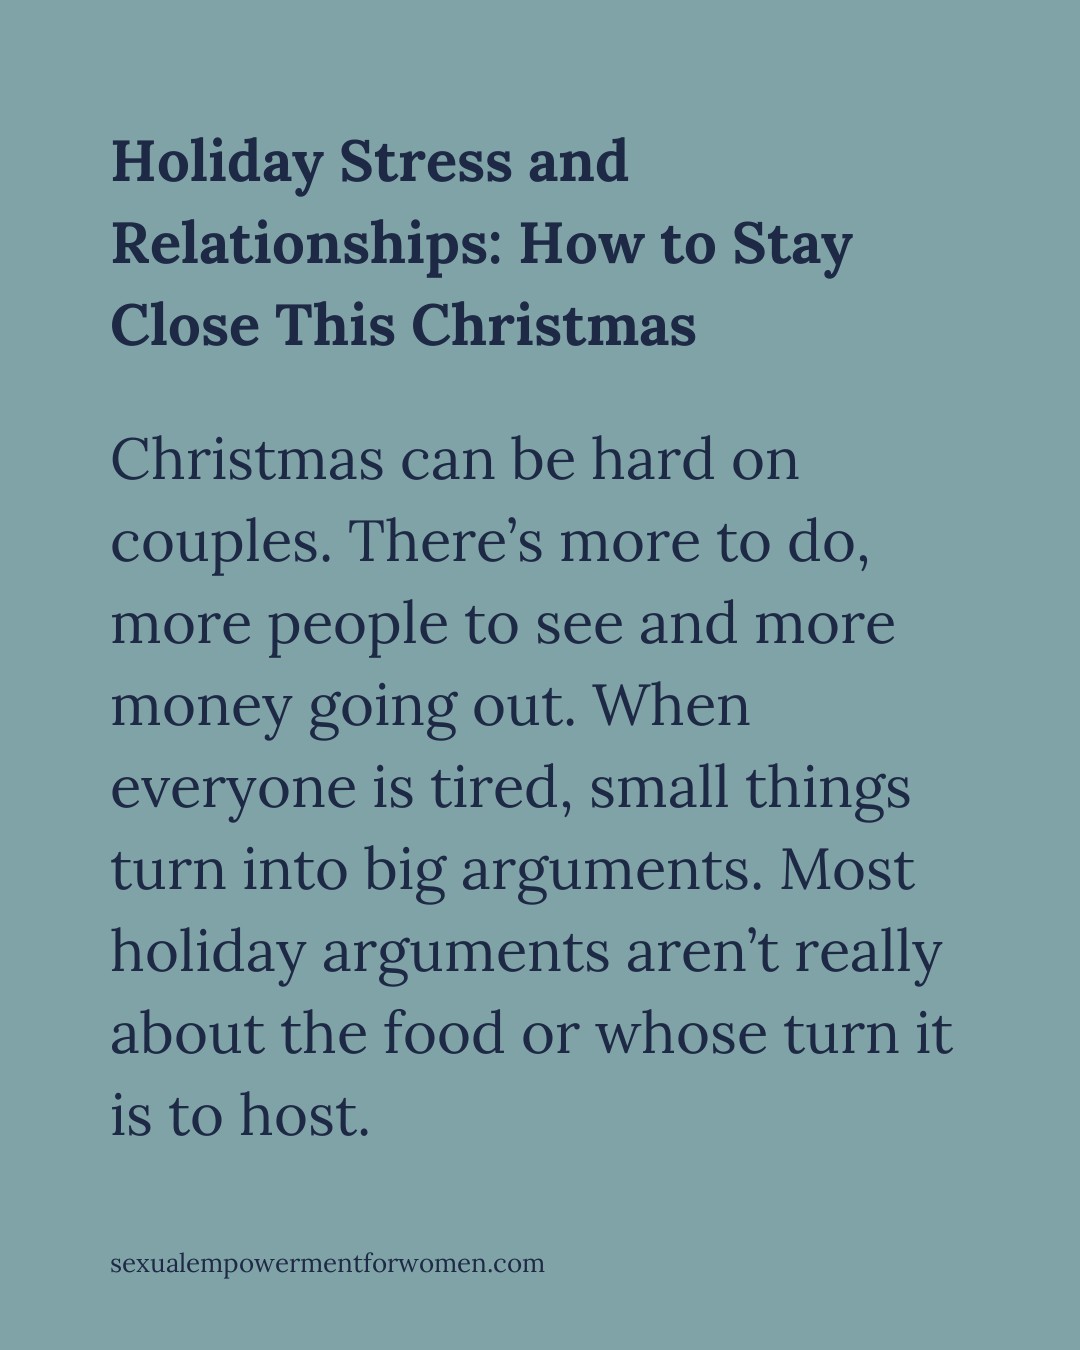 Holiday Stress and
Relationships: How to Stay
Close This Christmas
Christmas can be hard on
couples. There’s more to do,
more people to see and more
money going out. When
everyone is tired, small things
turn into big arguments. Most
holiday arguments aren’t really
about the food or whose turn it
is to host.
sexualempowermentforwomen.com